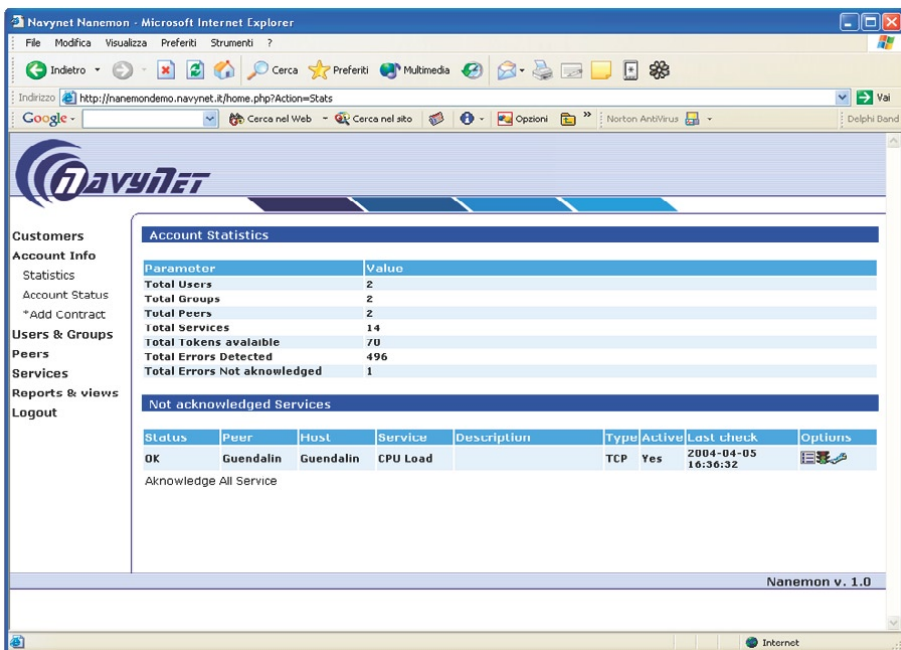 Navynet Nanemon - Microsoft Internet Explorer
File Modifica Visualizza Preferiti Strumenti ?
Indietro Cerca Preferiti Multimedia
Indirizzo http://nanemondemo.navynet.it/home.php?Action=Stats Vai
Google - Cerca nel Web - Cerca nel sito Opzioni » Norton AntiVirus Delphi Band
NAVYNET
Customers
Account Info
Statistics
Account Status
*Add Contract
Users & Groups
Peers
Services
Reports & views
Logout
Account Statistics
Parameter Value
Total Users 2
Total Groups 2
Total Peers 2
Total Services 14
Total Tokens avalaible 70
Total Errors Detected 496
Total Errors Not aknowledged 1
Not acknowledged Services
Status Peer Host Service Description Type Active Last check Options
OK Guendalin Guendalin CPU Load TCP Yes 2004-04-05
16:36:32
Aknowledge All Service
Nanemon v. 1.0
Internet